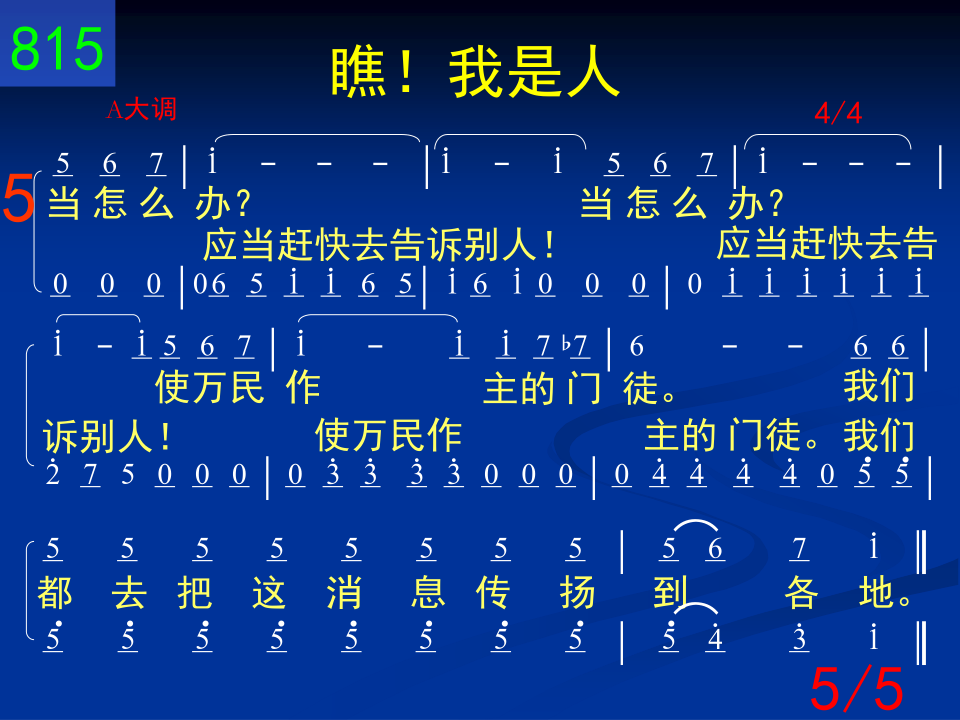 815
瞧！我是人
A大调 4/4
5 6 7 | i - - - | i - i 5 6 7 | i - - - |
5
当怎么 办？ 当怎么 办？
应当赶快去告诉别人！ 应当赶快去告
0 0 0 | 0 6 5 i i 6 5 | i 6 i 0 0 0 | 0 i i i i i i
i - i 5 6 7 | i - i i 7 ♭7 | 6 - - 6 6 |
使万民 作 主的门 徒。 我们
诉别人！ 使万民作 主的门徒。我们
2̇ 7 5 0 0 0 | 0 3̇ 3̇ 3̇ 3̇ 0 0 0 | 0 4̇ 4̇ 4̇ 4̇ 0 5̇ 5̇ |
5 5 5 5 5 5 5 5 | 5 6 7 i ‖
都 去 把 这 消 息 传 扬 到 各 地。
5̇ 5̇ 5̇ 5̇ 5̇ 5̇ 5̇ 5̇ | 5̇ 4̇ 3̇ i ‖
5/5